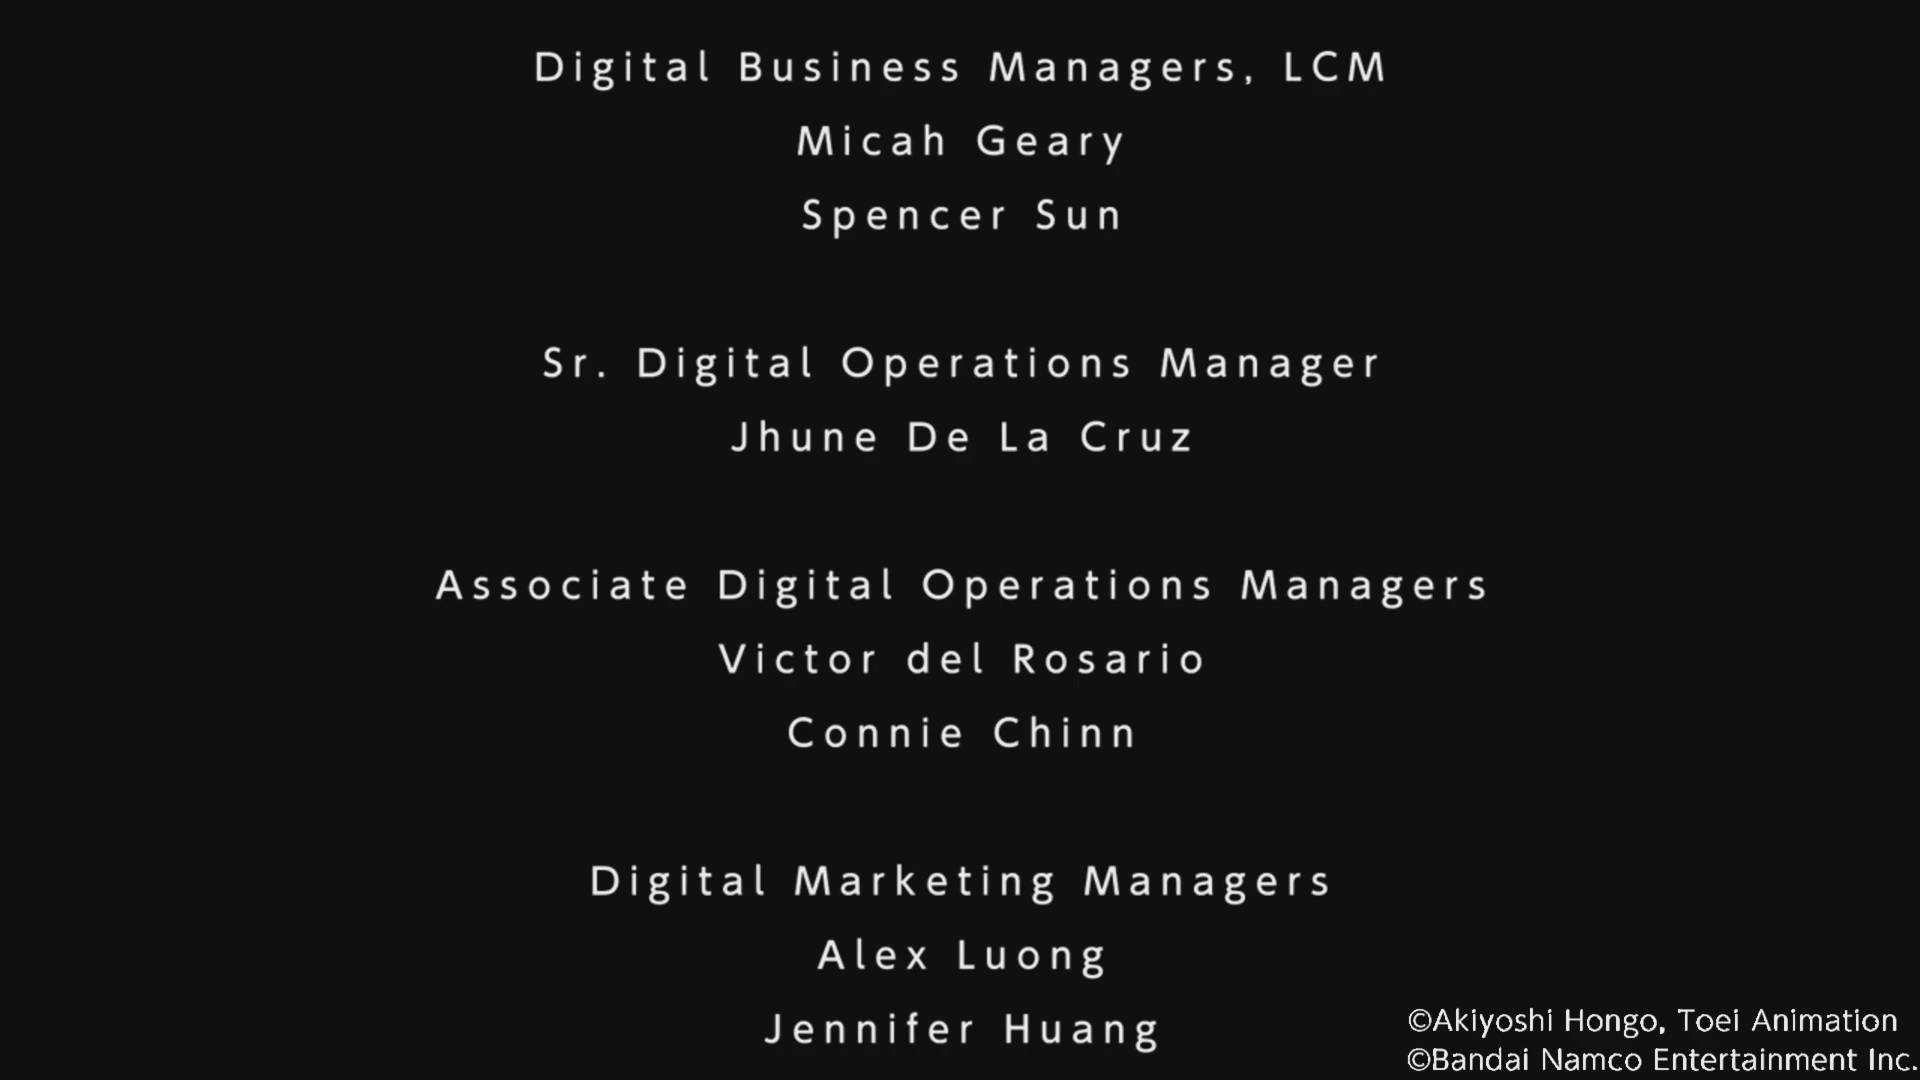 Digital Business Managers, LCM
Micah Geary
Spencer Sun
Sr. Digital Operations Manager
Jhune De La Cruz
Associate Digital Operations Managers
Victor del Rosario
Connie Chinn
Digital Marketing Managers
Alex Luong
Jennifer Huang
©Akiyoshi Hongo, Toei Animation
©Bandai Namco Entertainment Inc.